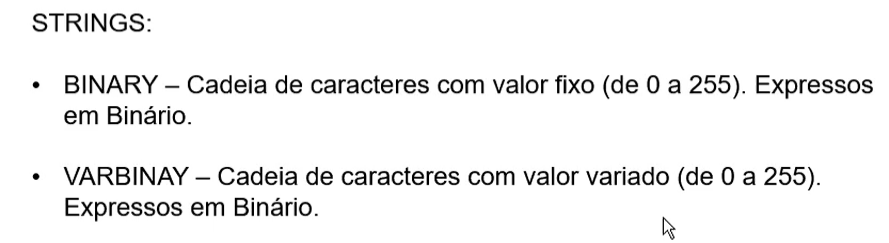 STRINGS:
• BINARY – Cadeia de caracteres com valor fixo (de 0 a 255). Expressos
em Binário.
• VARBINAY – Cadeia de caracteres com valor variado (de 0 a 255).
Expressos em Binário.